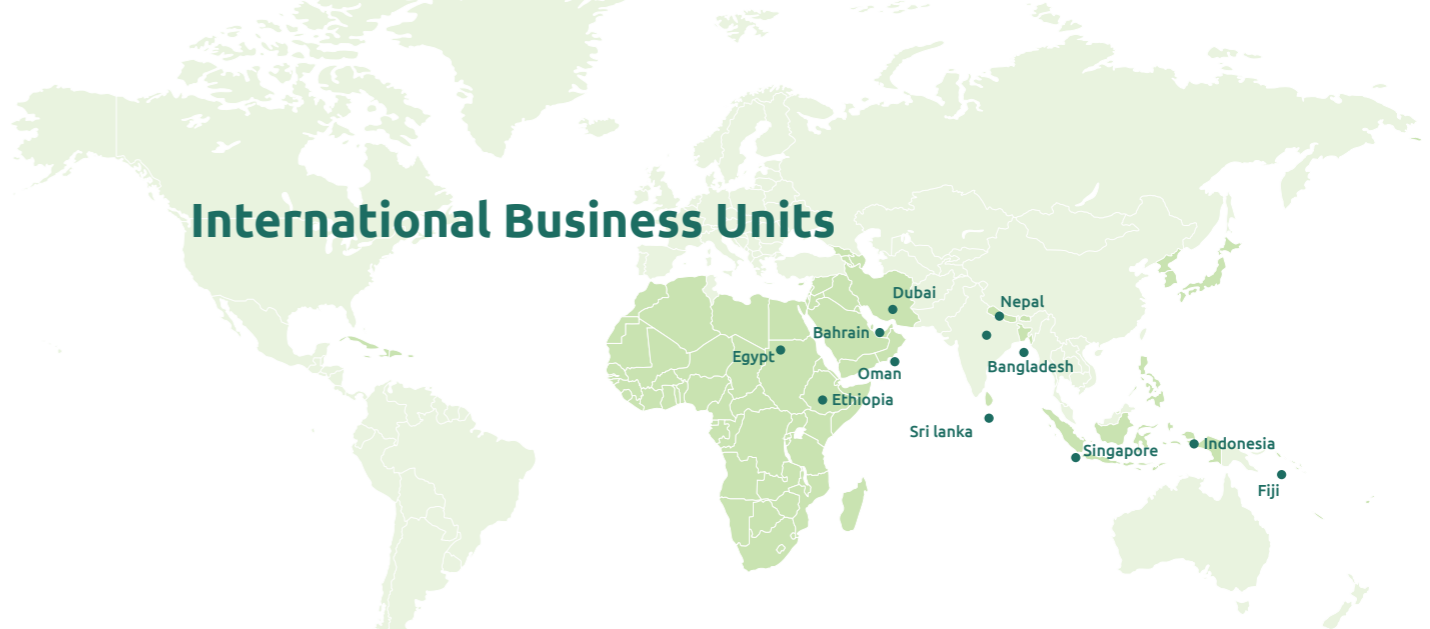 International Business Units
Dubai
Nepal
Bahrain
Egypt
Oman
Bangladesh
Ethiopia
Sri lanka
Singapore
Indonesia
Fiji